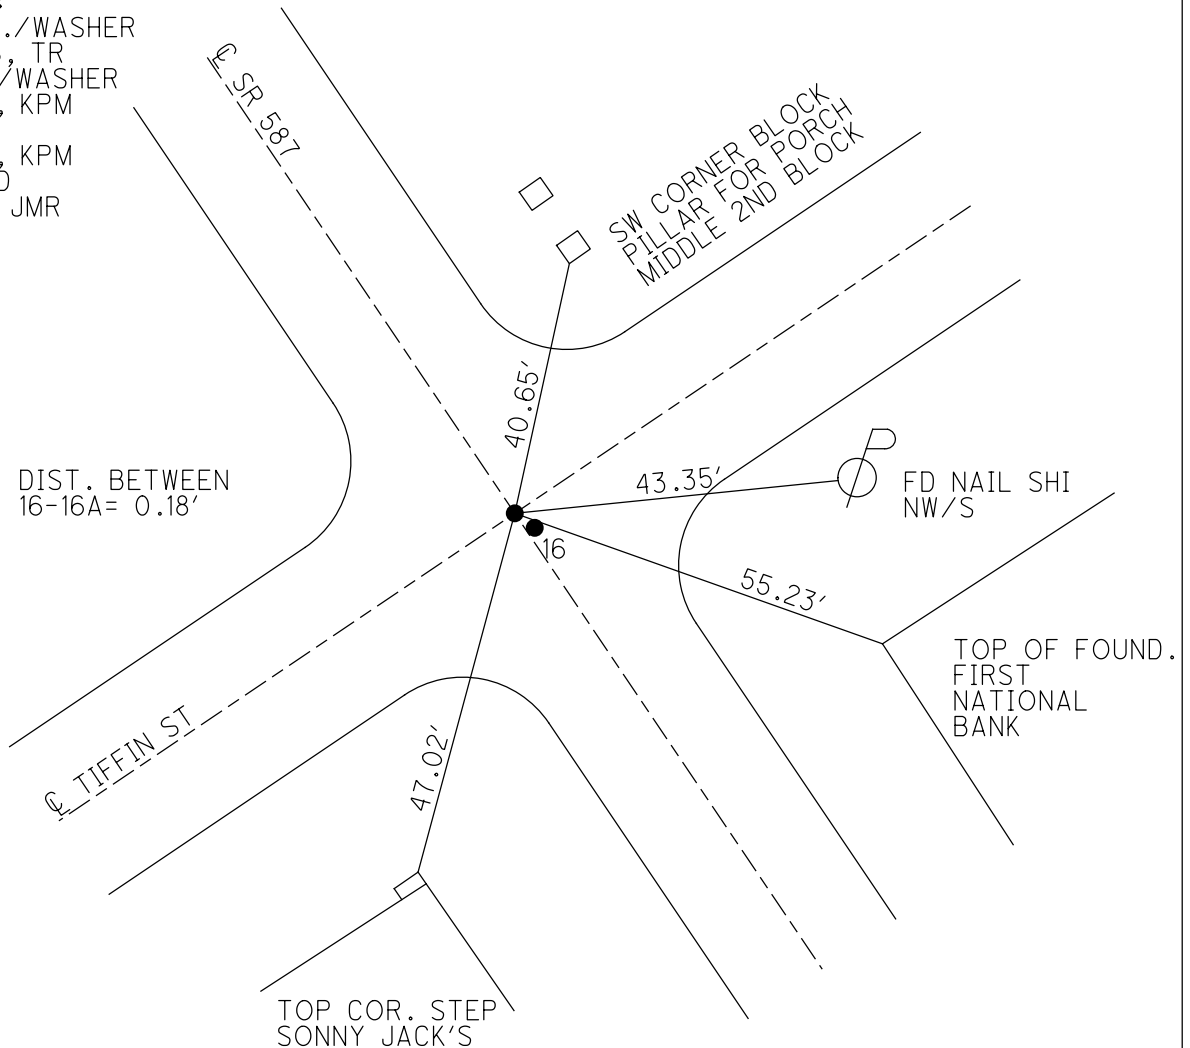 ./WASHER
, TR
/WASHER
, KPM
, KPM
JMR
℄ SR 587
SW CORNER BLOCK
PILLAR FOR PORCH
MIDDLE 2ND BLOCK
40.65'
DIST. BETWEEN
16-16A= 0.18'
43.35'
FD NAIL SHI
NW/S
16
55.23'
TOP OF FOUND.
FIRST
NATIONAL
BANK
℄ TIFFIN ST
47.02'
TOP COR. STEP
SONNY JACK'S